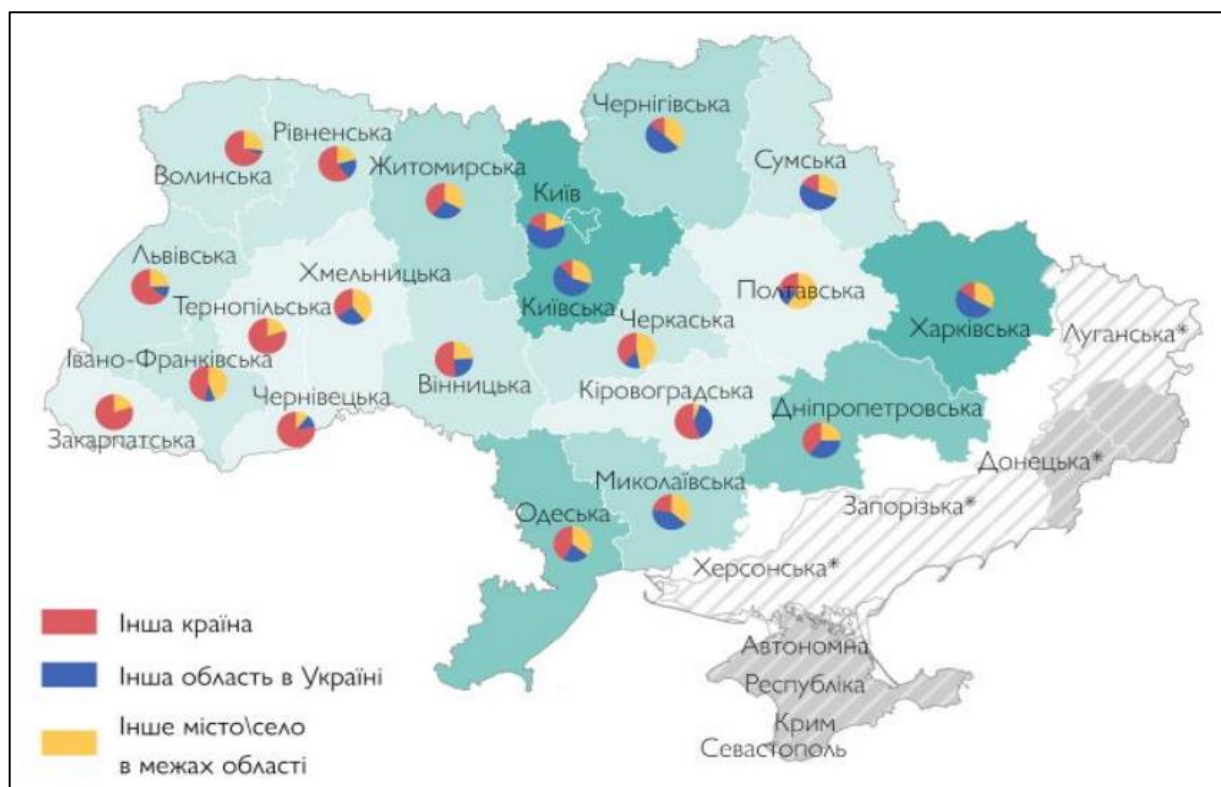 Чернігівська
Рівненська
Волинська
Житомирська
Сумська
Київ
Львівська
Хмельницька
Тернопільська
Київська
Полтавська
Харківська
Луганська*
Черкаська
Івано-Франківська
Вінницька
Чернівецька
Кіровоградська
Дніпропетровська
Закарпатська
Донецька*
Миколаївська
Запорізька*
Одеська
Херсонська*
Інша країна
Інша область в Україні
Інше місто\село
в межах області
Автономна
Республіка
Крим
Севастополь